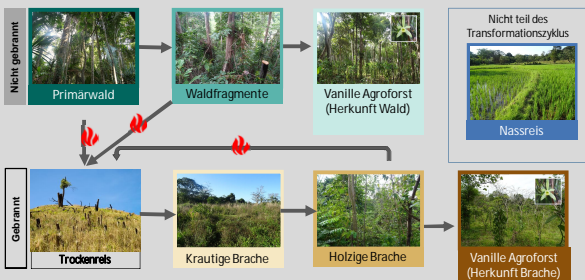 Nicht gebrannt
Primärwald
Waldfragmente
Vanille Agroforst
(Herkunft Wald)
Nicht teil des
Transformationszyklus
Nassreis
Gebrannt
Trockenreis
Krautige Brache
Holzige Brache
Vanille Agroforst
(Herkunft Brache)